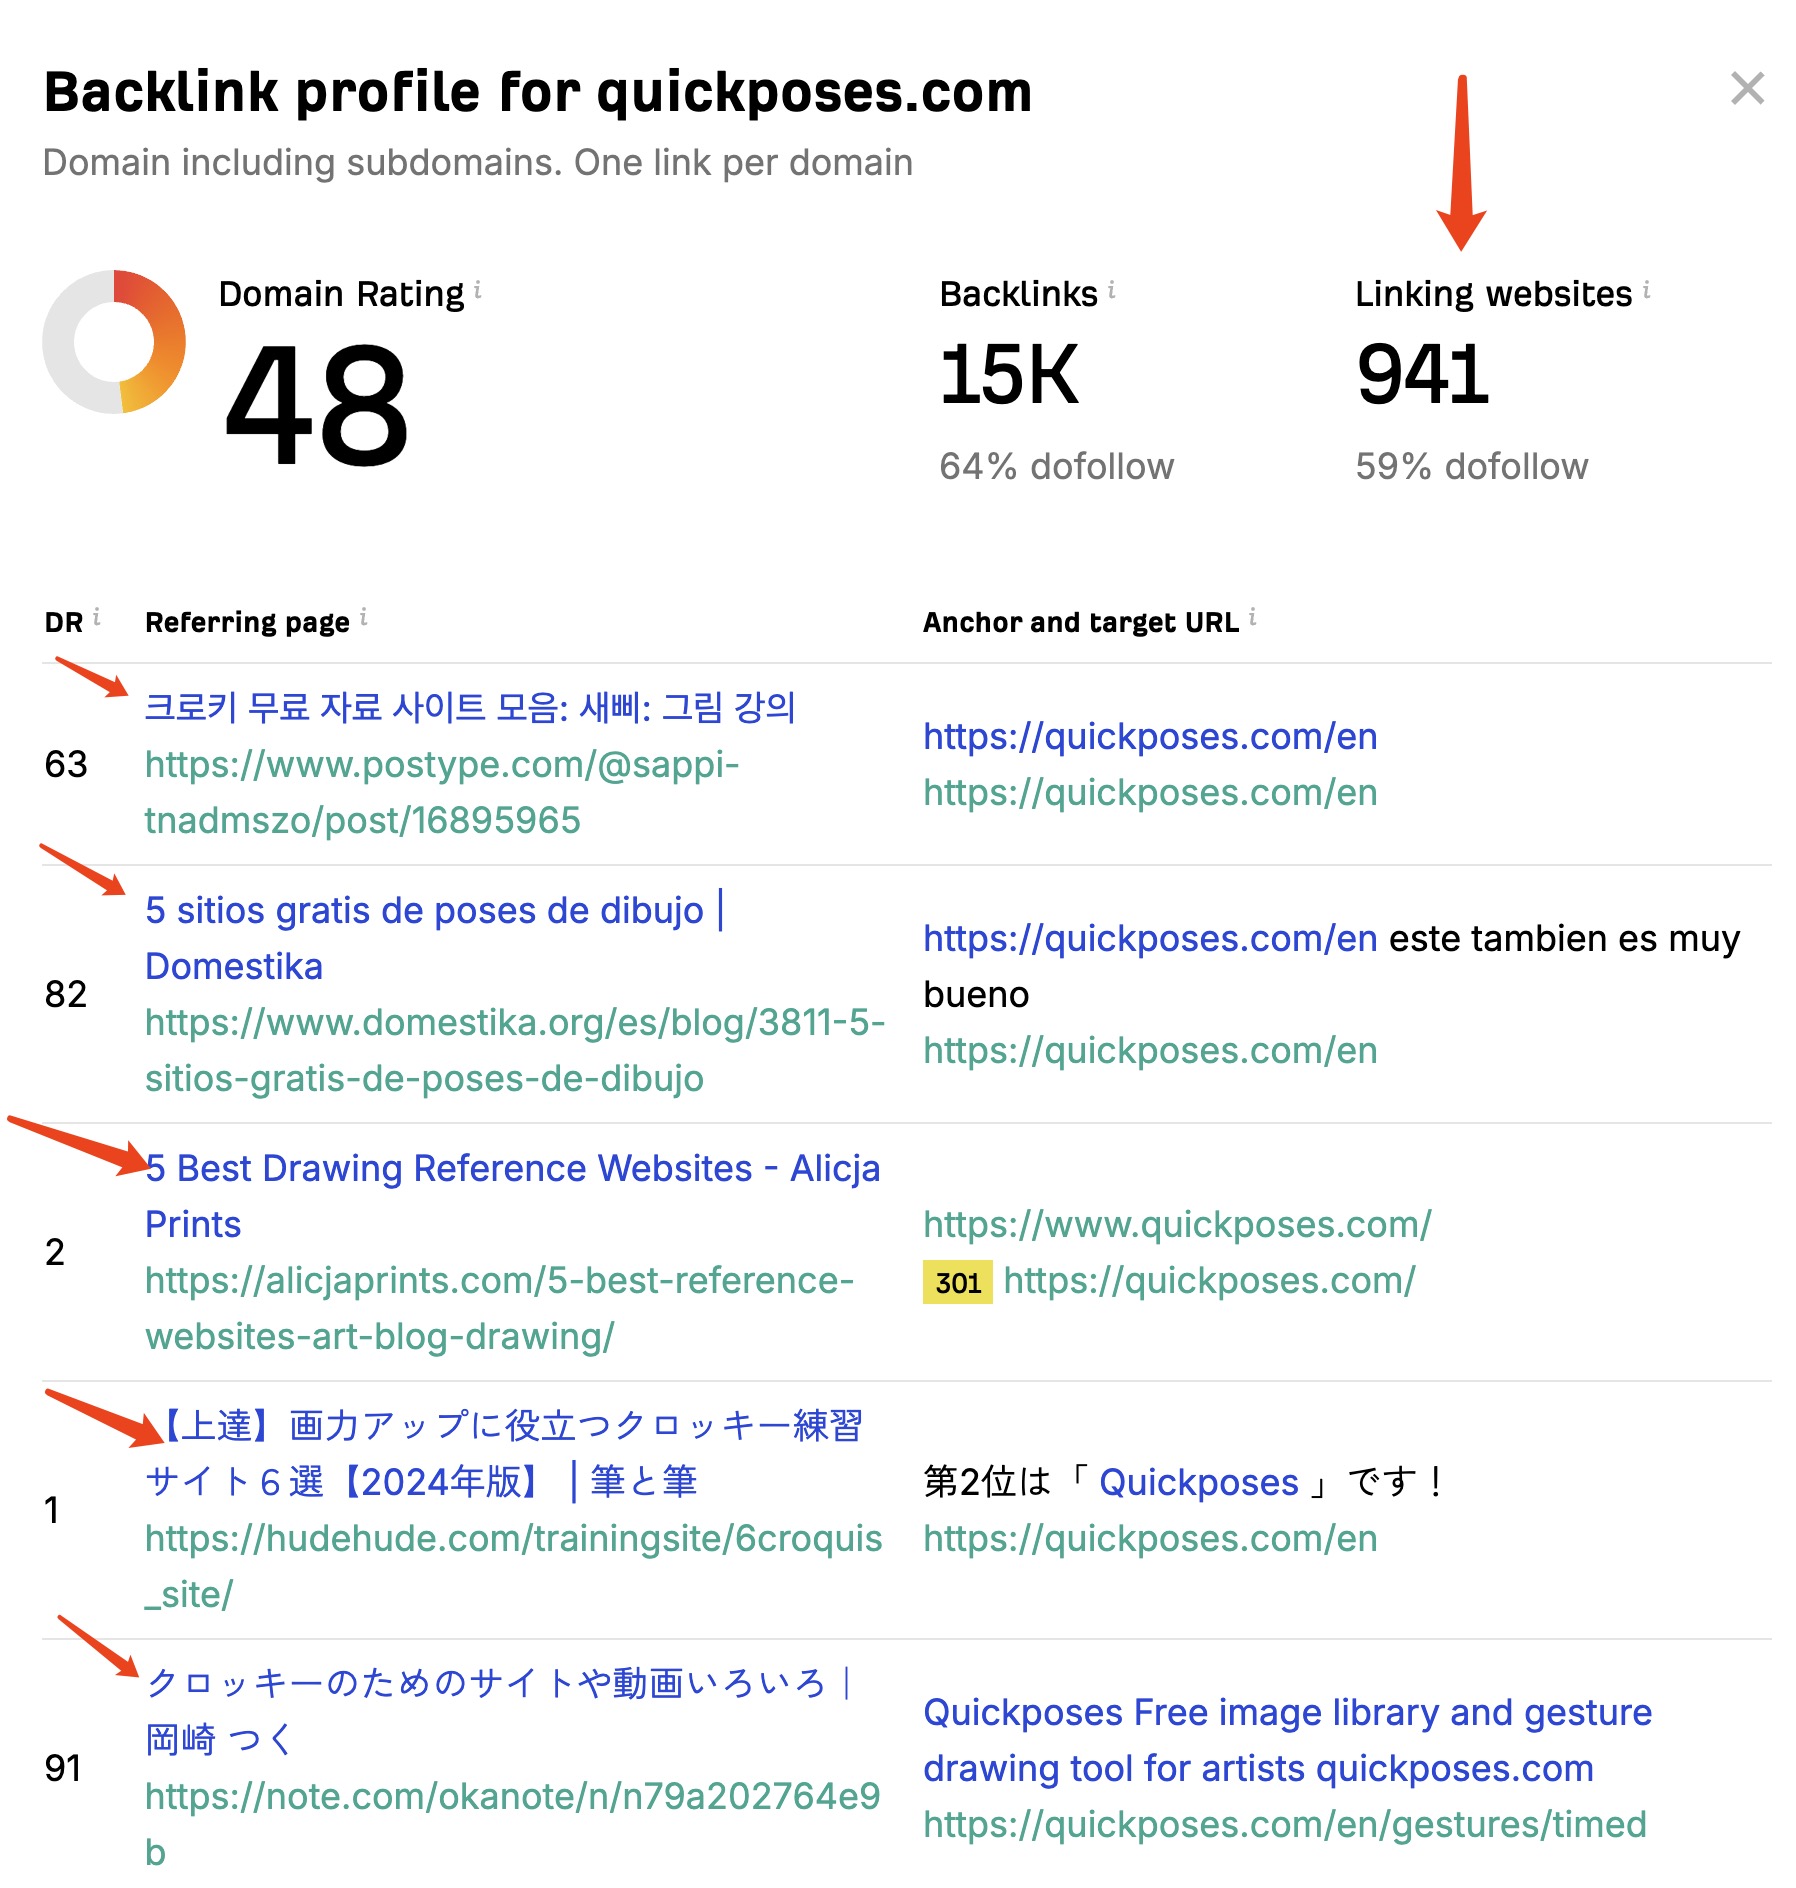 Backlink profile for quickposes.com
Domain including subdomains. One link per domain
Domain Rating i
48
Backlinks i
15K
64% dofollow
Linking websites i
941
59% dofollow
DR i
Referring page i
Anchor and target URL i
63
크로키 무료 자료 사이트 모음: 새삐: 그림 강의
https://www.postype.com/@sappi-
tnadmszo/post/16895965
https://quickposes.com/en
https://quickposes.com/en
82
5 sitios gratis de poses de dibujo |
Domestika
https://www.domestika.org/es/blog/3811-5-
sitios-gratis-de-poses-de-dibujo
https://quickposes.com/en este tambien es muy
bueno
https://quickposes.com/en
2
5 Best Drawing Reference Websites - Alicja
Prints
https://alicjaprints.com/5-best-reference-
websites-art-blog-drawing/
https://www.quickposes.com/
301 https://quickposes.com/
1
【上達】画力アップに役立つクロッキー練習
サイト６選【2024年版】 | 筆と筆
https://hudehude.com/trainingsite/6croquis
_site/
第2位は「 Quickposes 」です！
https://quickposes.com/en
91
クロッキーのためのサイトや動画いろいろ｜
岡崎 つく
https://note.com/okanote/n/n79a202764e9
b
Quickposes Free image library and gesture
drawing tool for artists quickposes.com
https://quickposes.com/en/gestures/timed